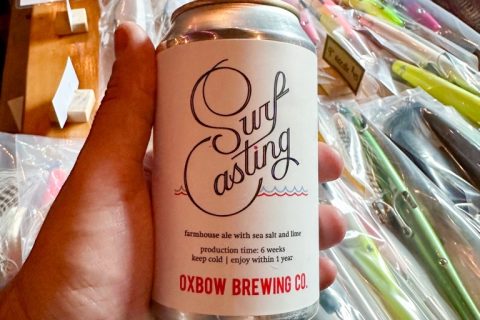 Surf
Casting
farmhouse ale with sea salt and lime
production time: 6 weeks
keep cold | enjoy within 1 year
OXBOW BREWING CO.